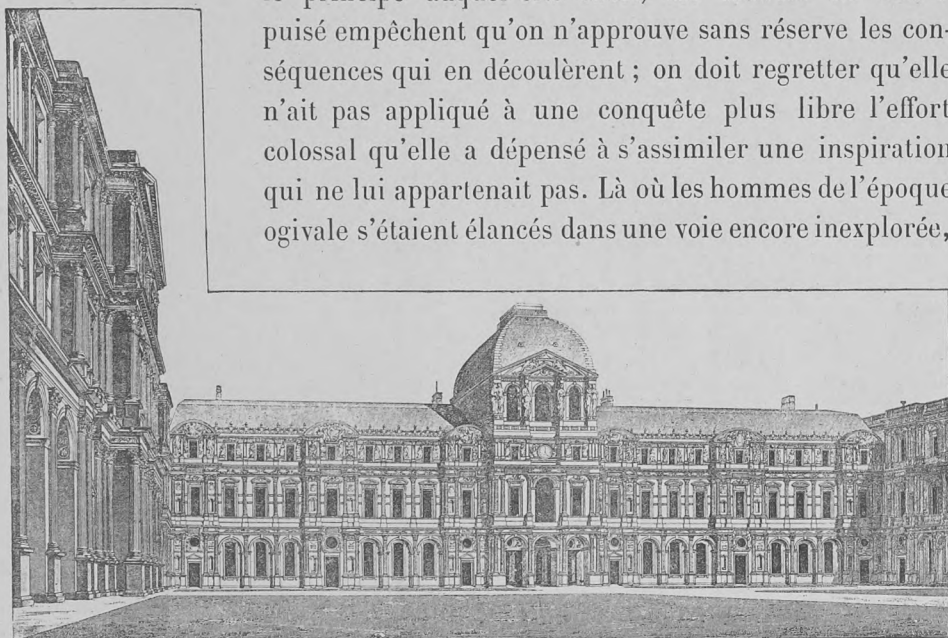 puisé empêchent qu'on n'approuve sans réserve les con-
séquences qui en découlèrent ; on doit regretter qu'elle
n'ait pas appliqué à une conquête plus libre l'effort
colossal qu'elle a dépensé à s'assimiler une inspiration
qui ne lui appartenait pas. Là où les hommes de l'époque
ogivale s'étaient élancés dans une voie encore inexplorée,